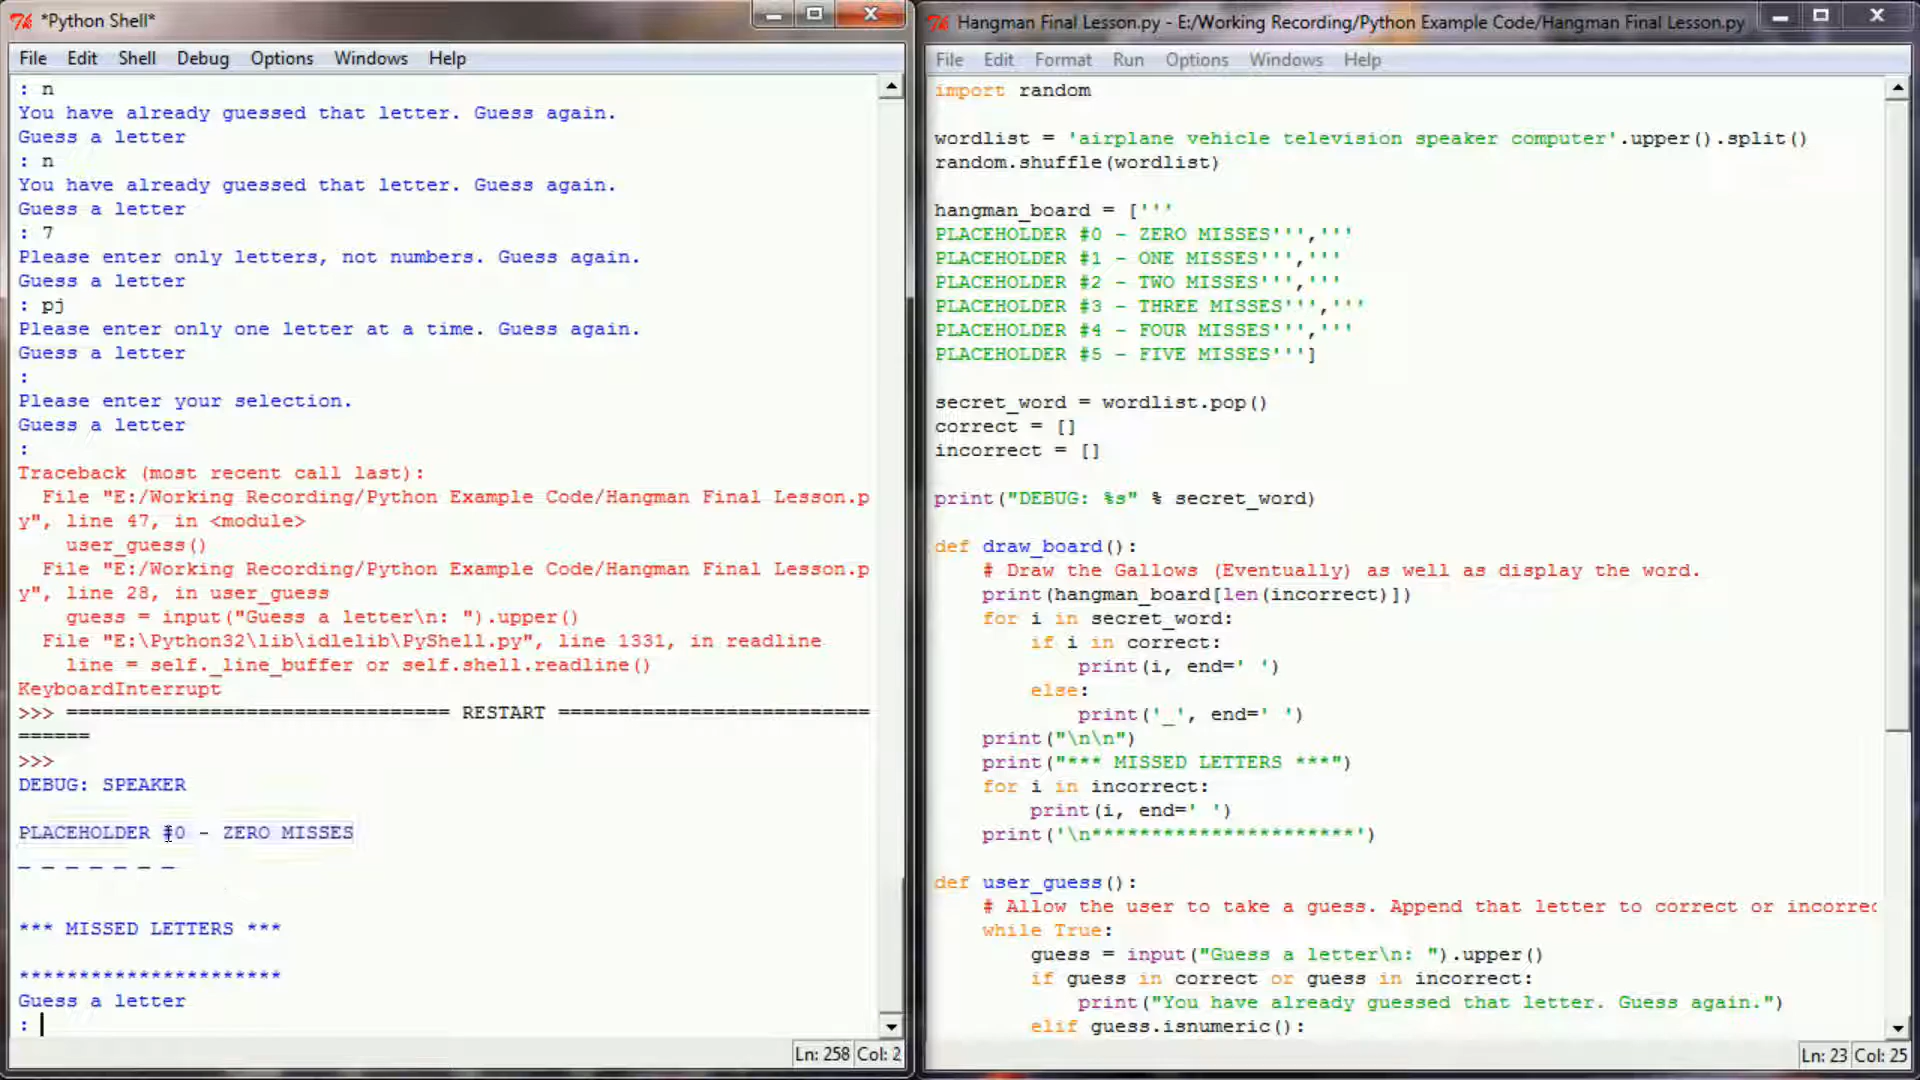 *Python Shell*
File Edit Shell Debug Options Windows Help
: n
You have already guessed that letter. Guess again.
Guess a letter
: n
You have already guessed that letter. Guess again.
Guess a letter
: 7
Please enter only letters, not numbers. Guess again.
Guess a letter
: pj
Please enter only one letter at a time. Guess again.
Guess a letter
:
Please enter your selection.
Guess a letter
:
Traceback (most recent call last):
  File "E:/Working Recording/Python Example Code/Hangman Final Lesson.p
y", line 47, in <module>
    user_guess()
  File "E:/Working Recording/Python Example Code/Hangman Final Lesson.p
y", line 28, in user_guess
    guess = input("Guess a letter\n: ").upper()
  File "E:\Python32\lib\idlelib\PyShell.py", line 1331, in readline
    line = self._line_buffer or self.shell.readline()
KeyboardInterrupt
>>> ================================ RESTART ==========================
======
>>>
DEBUG: SPEAKER
PLACEHOLDER #0 - ZERO MISSES
_ _ _ _ _ _ _
*** MISSED LETTERS ***
**********************
Guess a letter
:
Ln: 258 Col: 2
Hangman Final Lesson.py - E:/Working Recording/Python Example Code/Hangman Final Lesson.py
File Edit Format Run Options Windows Help
import random
wordlist = 'airplane vehicle television speaker computer'.upper().split()
random.shuffle(wordlist)
hangman_board = ['''
PLACEHOLDER #0 - ZERO MISSES''','''
PLACEHOLDER #1 - ONE MISSES''','''
PLACEHOLDER #2 - TWO MISSES''','''
PLACEHOLDER #3 - THREE MISSES''','''
PLACEHOLDER #4 - FOUR MISSES''','''
PLACEHOLDER #5 - FIVE MISSES''']
secret_word = wordlist.pop()
correct = []
incorrect = []
print("DEBUG: %s" % secret_word)
def draw_board():
    # Draw the Gallows (Eventually) as well as display the word.
    print(hangman_board[len(incorrect)])
    for i in secret_word:
        if i in correct:
            print(i, end=' ')
        else:
            print('_', end=' ')
    print("\n\n")
    print("*** MISSED LETTERS ***")
    for i in incorrect:
        print(i, end=' ')
    print('\n**********************')
def user_guess():
    # Allow the user to take a guess. Append that letter to correct or incorrec
    while True:
        guess = input("Guess a letter\n: ").upper()
        if guess in correct or guess in incorrect:
            print("You have already guessed that letter. Guess again.")
        elif guess.isnumeric():
Ln: 23 Col: 25